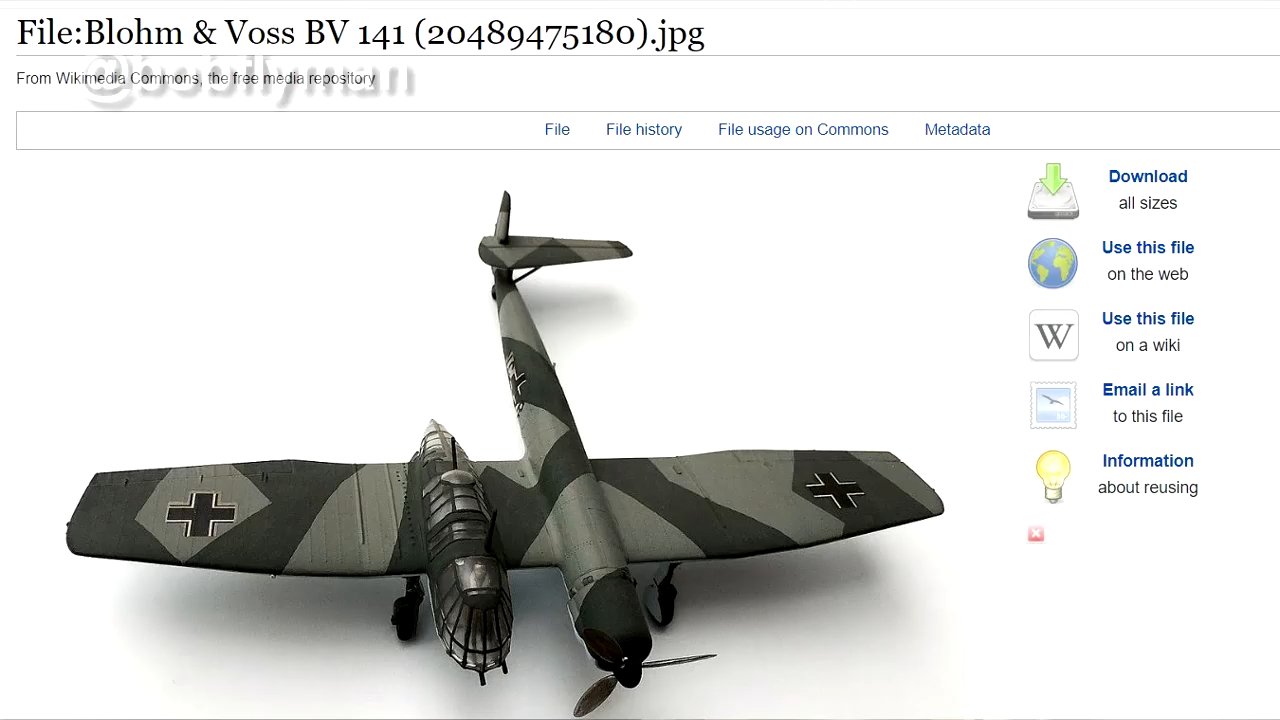 File:Blohm & Voss BV 141 (20489475180).jpg
From Wikimedia Commons, the free media repository
@bobflyman
File
File history
File usage on Commons
Metadata
Download
all sizes
Use this file
on the web
W
Use this file
on a wiki
Email a link
to this file
Information
about reusing